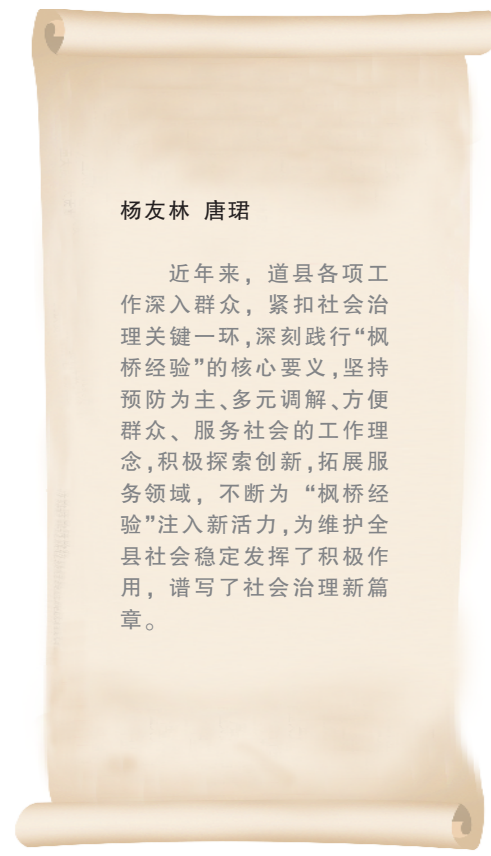 杨友林 唐珺
近年来，道县各项工
作深入群众，紧扣社会治
理关键一环,深刻践行“枫
桥经验”的核心要义,坚持
预防为主、多元调解、方便
群众、服务社会的工作理
念,积极探索创新,拓展服
务领域，不断为“枫桥经
验”注入新活力,为维护全
县社会稳定发挥了积极作
用，谱写了社会治理新篇
章。